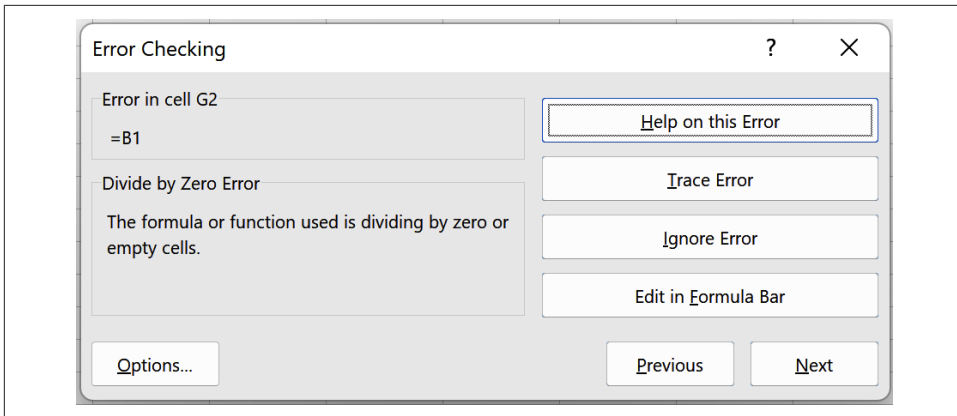 Error Checking
?
Error in cell G2
=B1
Divide by Zero Error
The formula or function used is dividing by zero or
empty cells.
Help on this Error
Trace Error
Ignore Error
Edit in Formula Bar
Options...
Previous
Next